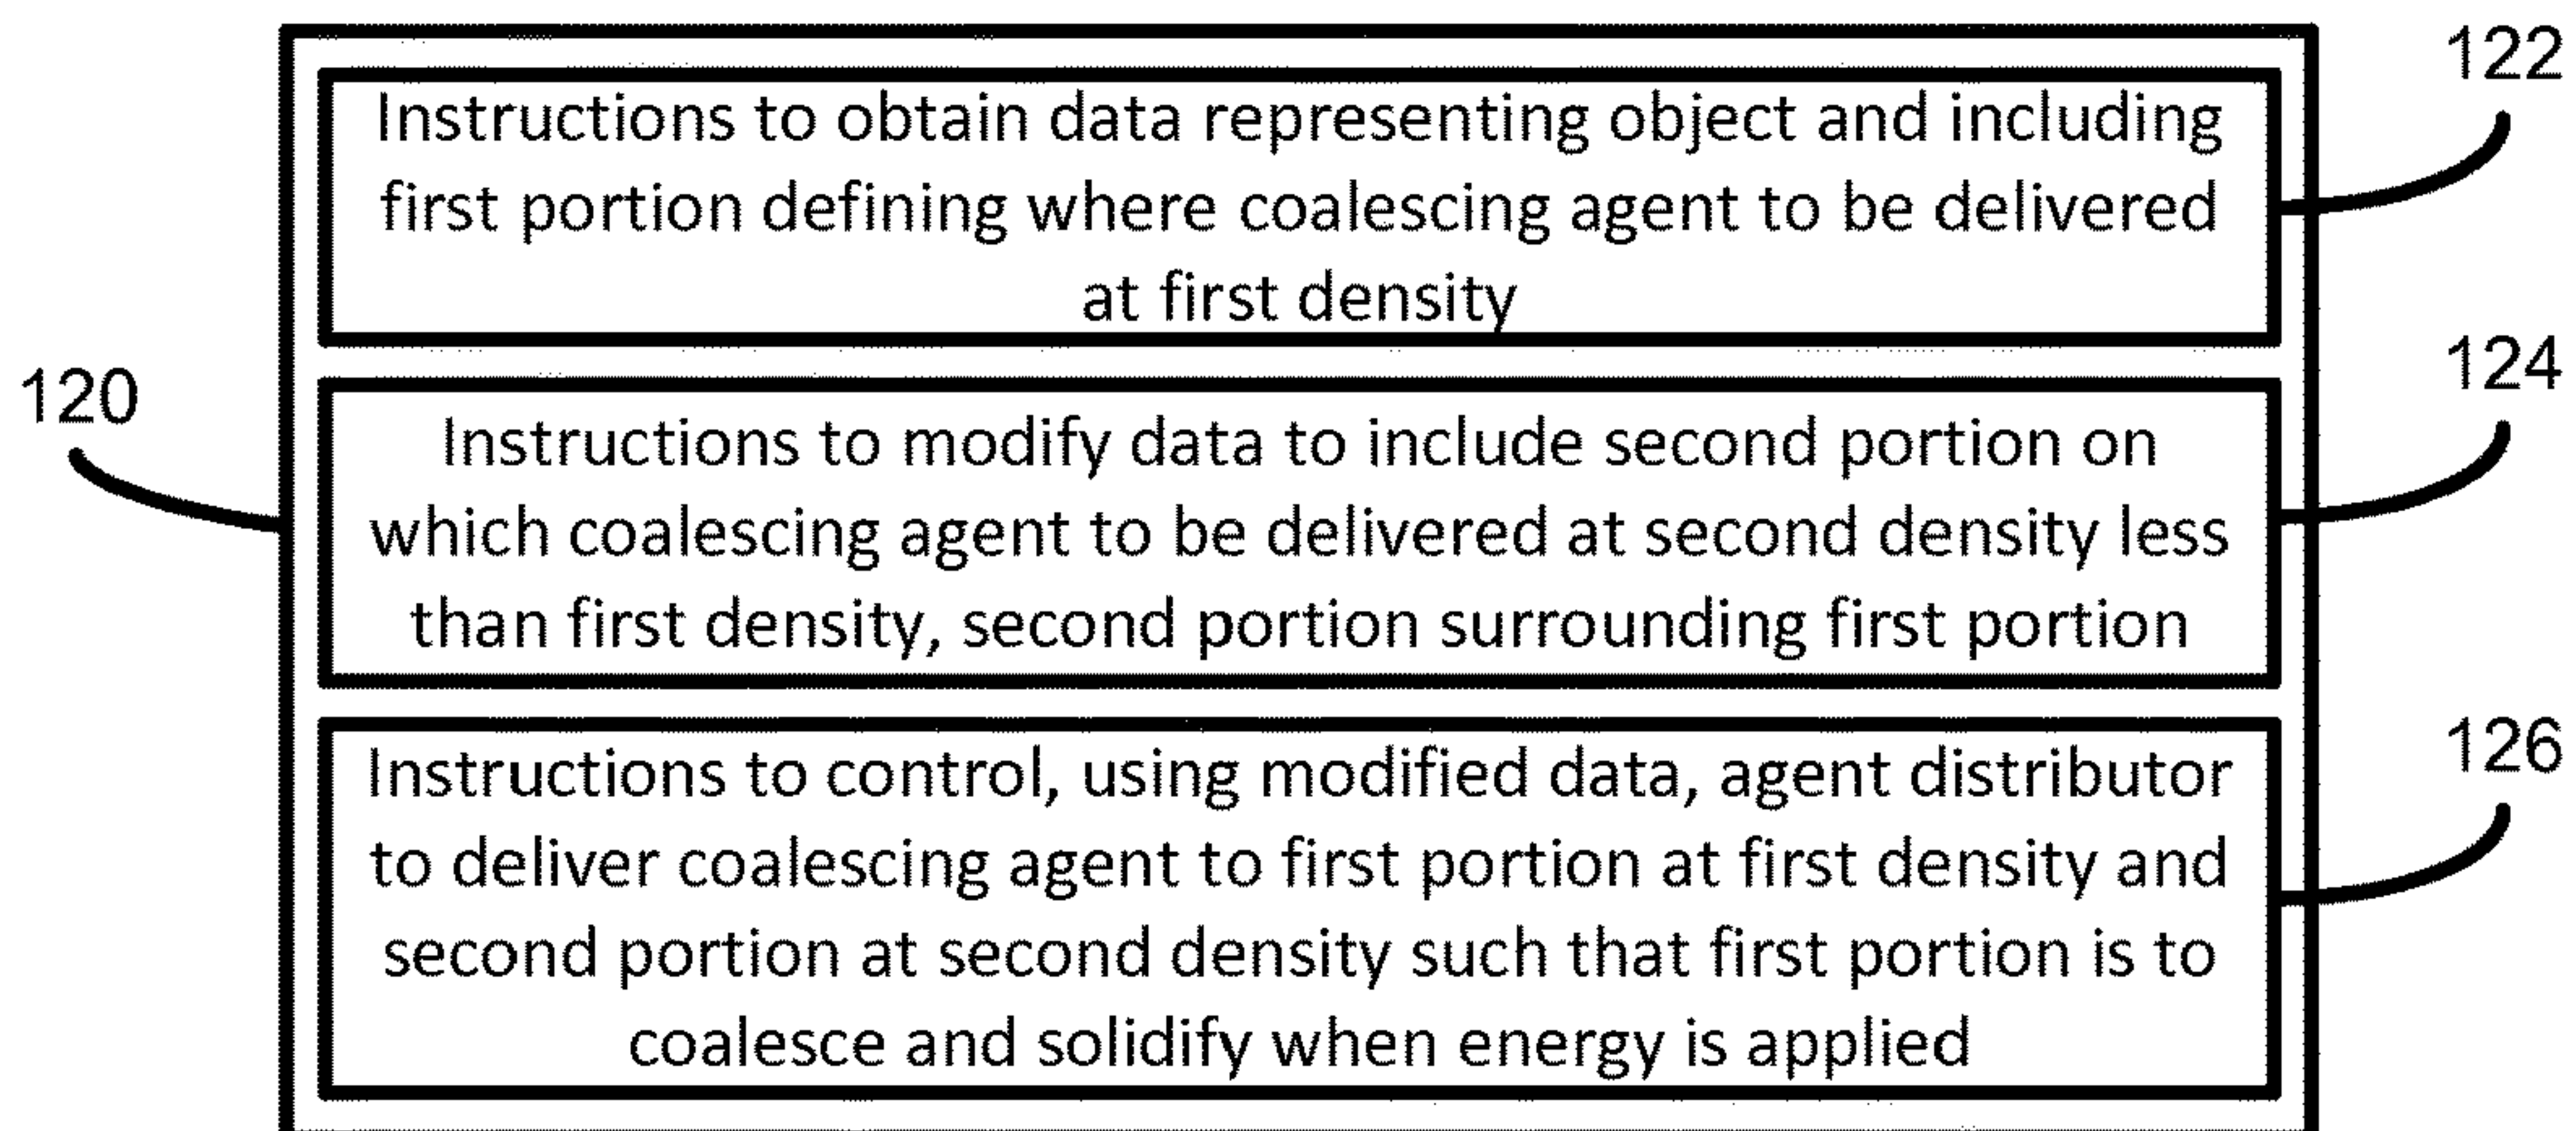 122
Instructions to obtain data representing object and including
first portion defining where coalescing agent to be delivered
at first density
120
124
Instructions to modify data to include second portion on
which coalescing agent to be delivered at second density less
than first density, second portion surrounding first portion
126
Instructions to control, using modified data, agent distributor
to deliver coalescing agent to first portion at first density and
second portion at second density such that first portion is to
coalesce and solidify when energy is applied